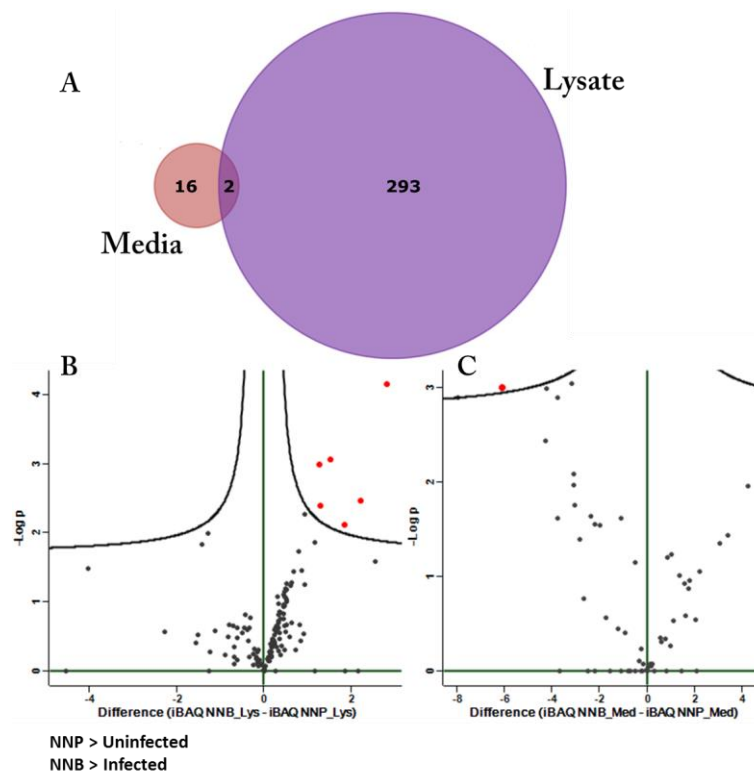 A
Lysate
16
2
293
Media
B
C
4
3
2
1
0
-Log p
-4
-2
0
2
Difference (iBAQ NNB_Lys - iBAQ NNP_Lys)
3
2
1
0
-Log p
-8
-6
-4
-2
0
2
4
Difference (iBAQ NNB_Med - iBAQ NNP_Med)
NNP > Uninfected
NNB > Infected